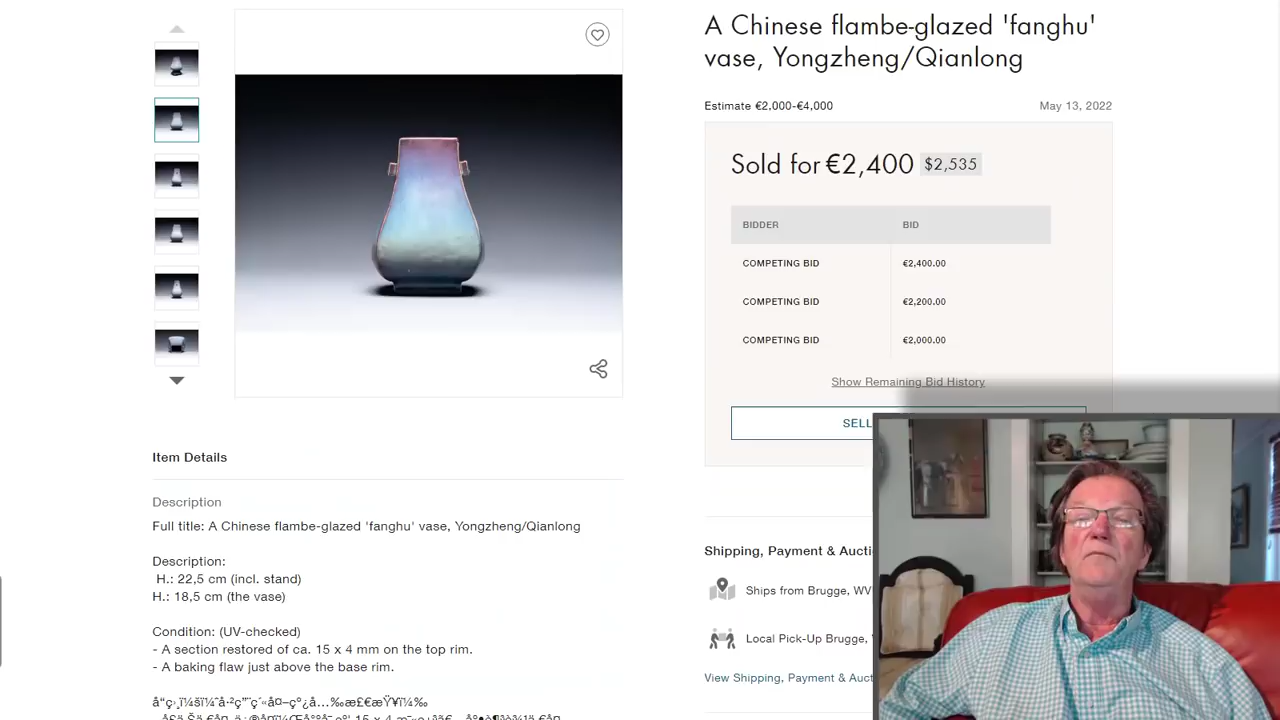 A Chinese flambe-glazed 'fanghu'
vase, Yongzheng/Qianlong
Estimate €2,000-€4,000
May 13, 2022
Sold for €2,400 $2,535
BIDDER BID
COMPETING BID €2,400.00
COMPETING BID €2,200.00
COMPETING BID €2,000.00
Show Remaining Bid History
SELL
Item Details
Description
Full title: A Chinese flambe-glazed 'fanghu' vase, Yongzheng/Qianlong
Description:
H.: 22,5 cm (incl. stand)
H.: 18,5 cm (the vase)
Condition: (UV-checked)
- A section restored of ca. 15 x 4 mm on the top rim.
- A baking flaw just above the base rim.
Shipping, Payment & Aucti
Ships from Brugge, WV
Local Pick-Up Brugge,
View Shipping, Payment & Auct